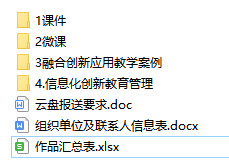 1课件
2微课
3融合创新应用教学案例
4.信息化创新教育管理
云盘报送要求.doc
组织单位及联系人信息表.docx
作品汇总表.xlsx